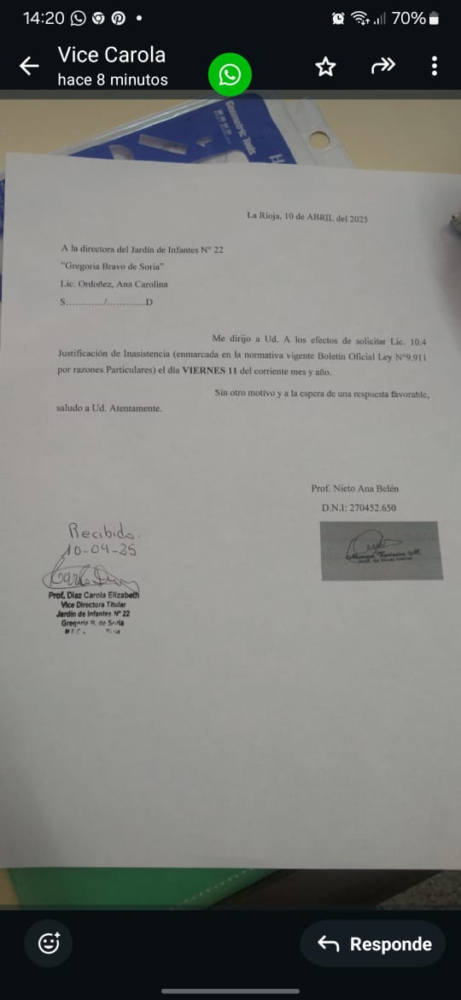 14:20
70%
Vice Carola
hace 8 minutos
Geometric Tools
La Rioja, 10 de ABRIL del 2025
A la directora del Jardín de Infantes N° 22
“Gregoria Bravo de Soria”
Lic. Ordoñez, Ana Carolina
S............/............D
Me dirijo a Ud. A los efectos de solicitar Lic. 10.4
Justificación de Inasistencia (enmarcada en la normativa vigente Boletín Oficial Ley N°9.911
por razones Particulares) el día VIERNES 11 del corriente mes y año.
Sin otro motivo y a la espera de una respuesta favorable,
saludo a Ud. Atentamente.
Prof. Nieto Ana Belén
D.N.I: 270452.650
Recibido.
10-04-25
Prof. Diaz Carola Elizabeth
Vice Directora Titular
Jardín de Infantes N° 22
Gregoria R. de Soria
Responde